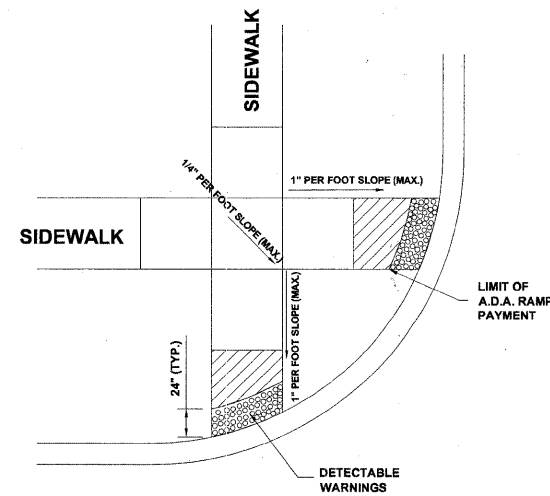 SIDEWALK
1/4" PER FOOT SLOPE (MAX.)
1" PER FOOT SLOPE (MAX.)
SIDEWALK
1" PER FOOT SLOPE (MAX.)
LIMIT OF
A.D.A. RAMP
PAYMENT
24" (TYP.)
DETECTABLE
WARNINGS